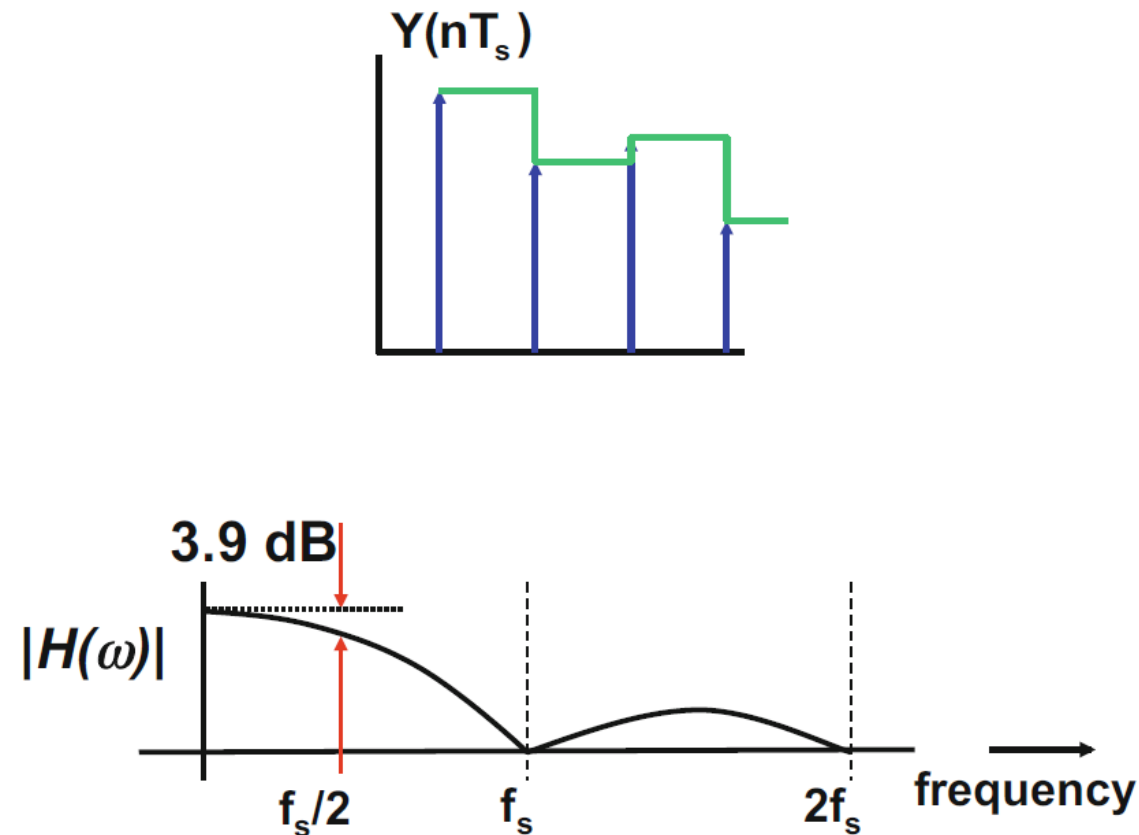 Y(nTs)
3.9 dB
|H(ω)|
fs/2
fs
2fs
frequency